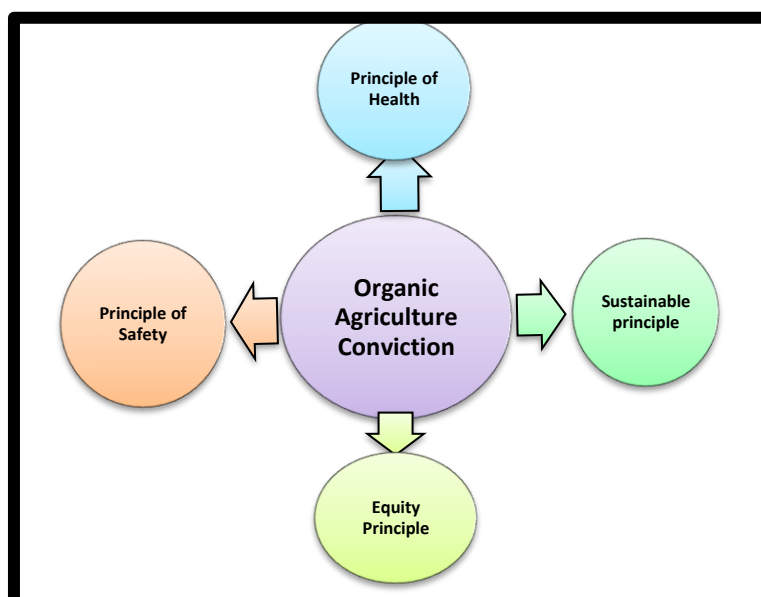 Principle of
Health
Principle of
Safety
Organic
Agriculture
Conviction
Sustainable
principle
Equity
Principle